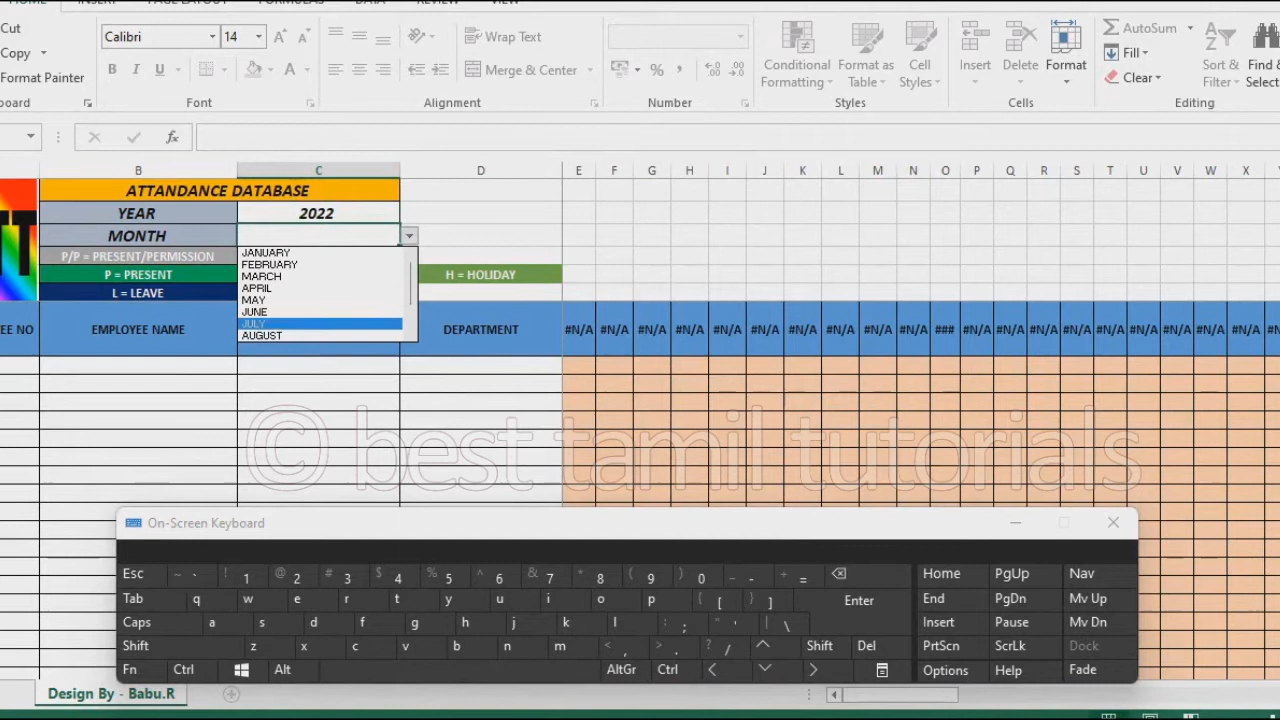 HOME INSERT PAGE LAYOUT FORMULAS DATA REVIEW VIEW
Cut
Copy
Format Painter
Calibri 14
B I U A
Wrap Text
Merge & Center
% ,
Conditional Formatting
Format as Table
Cell Styles
Insert Delete Format
AutoSum
Fill
Clear
Sort & Filter
Find &
Font Alignment Number Styles Cells Editing
fx
B C D E F G H I J K L M N O P Q R S T U V W X
ATTANDANCE DATABASE
YEAR 2022
MONTH
P/P = PRESENT/PERMISSION
P = PRESENT
L = LEAVE
H = HOLIDAY
JANUARY
FEBRUARY
MARCH
APRIL
MAY
JUNE
JULY
AUGUST
EE NO EMPLOYEE NAME DEPARTMENT #N/A #N/A #N/A #N/A #N/A #N/A #N/A #N/A #N/A #N/A ### #N/A #N/A #N/A #N/A #N/A #N/A #N/A #N/A #N/A
© best tamil tutorials
On-Screen Keyboard
Esc ~ ` ! 1 @ 2 # 3 $ 4 % 5 ^ 6 & 7 * 8 ( 9 ) 0 _ - + = Home PgUp Nav
Tab q w e r t y u i o p { [ } ] Enter End PgDn Mv Up
Caps a s d f g h j k l : ; " ' | \ Insert Pause Mv Dn
Shift z x c v b n m < , > . ? / Shift Del PrtScn ScrLk Dock
Fn Ctrl Alt AltGr Ctrl Options Help Fade
Design By - Babu.R